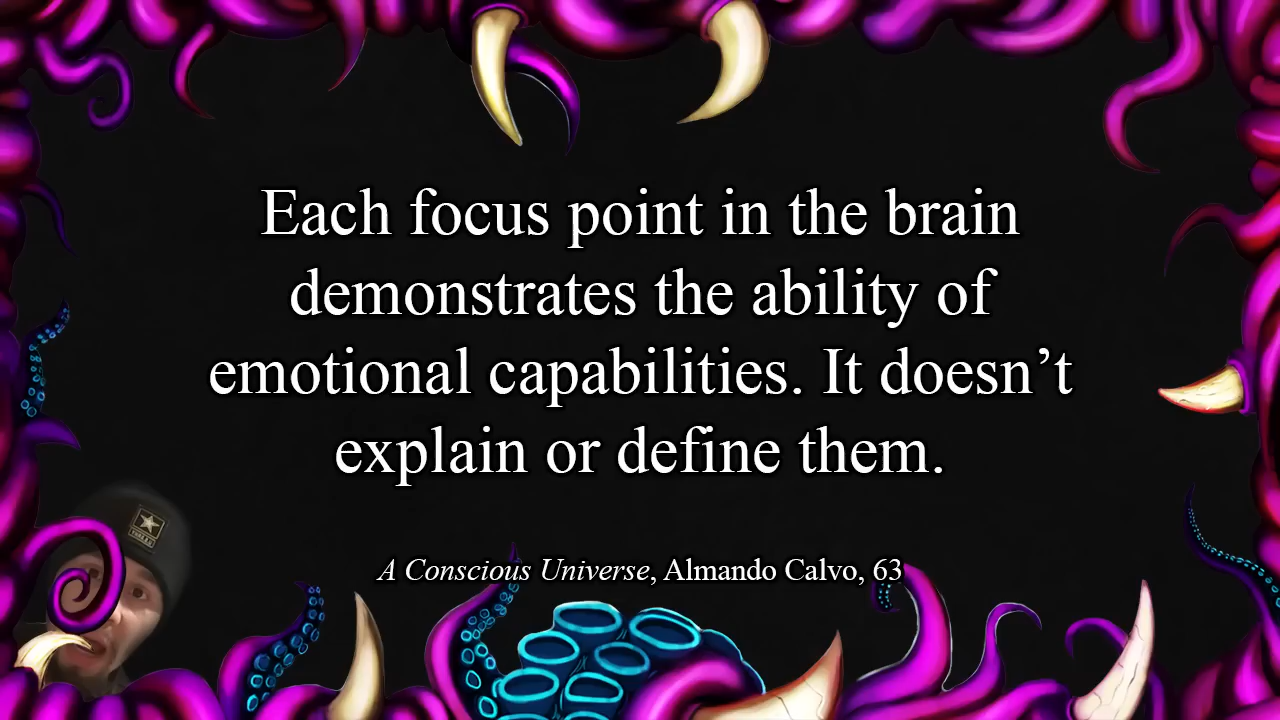 Each focus point in the brain
demonstrates the ability of
emotional capabilities. It doesn’t
explain or define them.
A Conscious Universe, Almando Calvo, 63